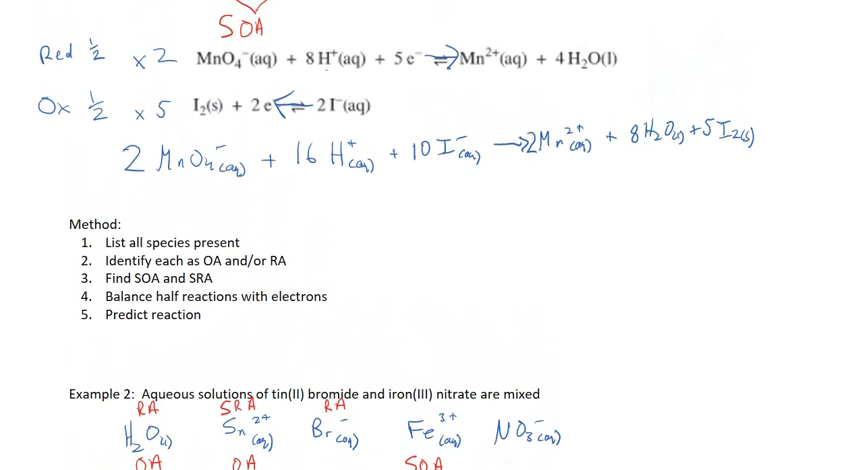 SOA
Red ½ x2 MnO₄⁻(aq) + 8 H⁺(aq) + 5 e⁻ ⇌ Mn²⁺(aq) + 4 H₂O(l)
Ox ½ x5 I₂(s) + 2 e⁻ ⇌ 2 I⁻(aq)
2 MnO₄⁻(aq) + 16 H⁺(aq) + 10 I⁻(aq) → 2Mn²⁺(aq) + 8 H₂O(l) + 5 I₂(s)
Method:
1. List all species present
2. Identify each as OA and/or RA
3. Find SOA and SRA
4. Balance half reactions with electrons
5. Predict reaction
Example 2: Aqueous solutions of tin(II) bromide and iron(III) nitrate are mixed
RA SRA RA
H₂O(l) Sn²⁺(aq) Br⁻(aq) Fe³⁺(aq) NO₃⁻(aq)
OA OA SOA